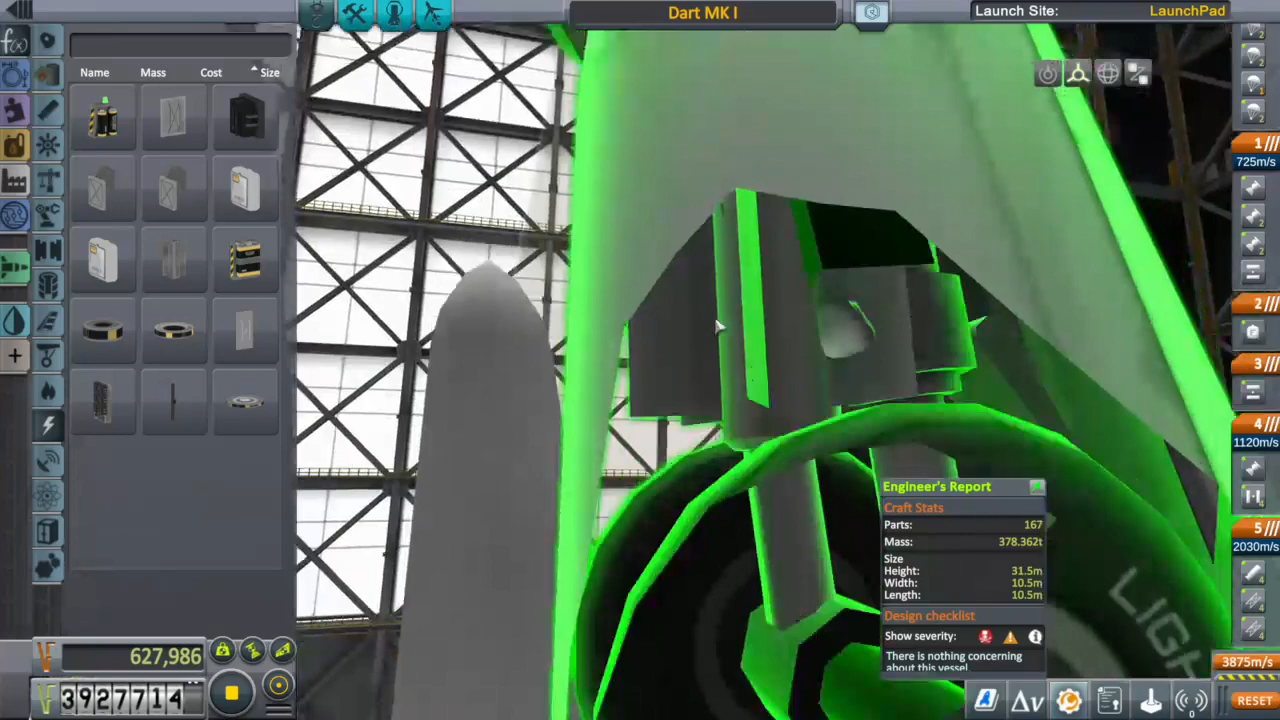 Dart MK I
Launch Site: LaunchPad
f(x)
Name Mass Cost Size
1
725m/s
2
3
4
1120m/s
5
2030m/s
Engineer's Report
Craft Stats
Parts: 167
Mass: 378.362t
Size
Height: 31.5m
Width: 10.5m
Length: 10.5m
Design checklist
Show severity:
There is nothing concerning
about this vessel.
LIGH
627,986
3927714
3875m/s
Δv
RESET